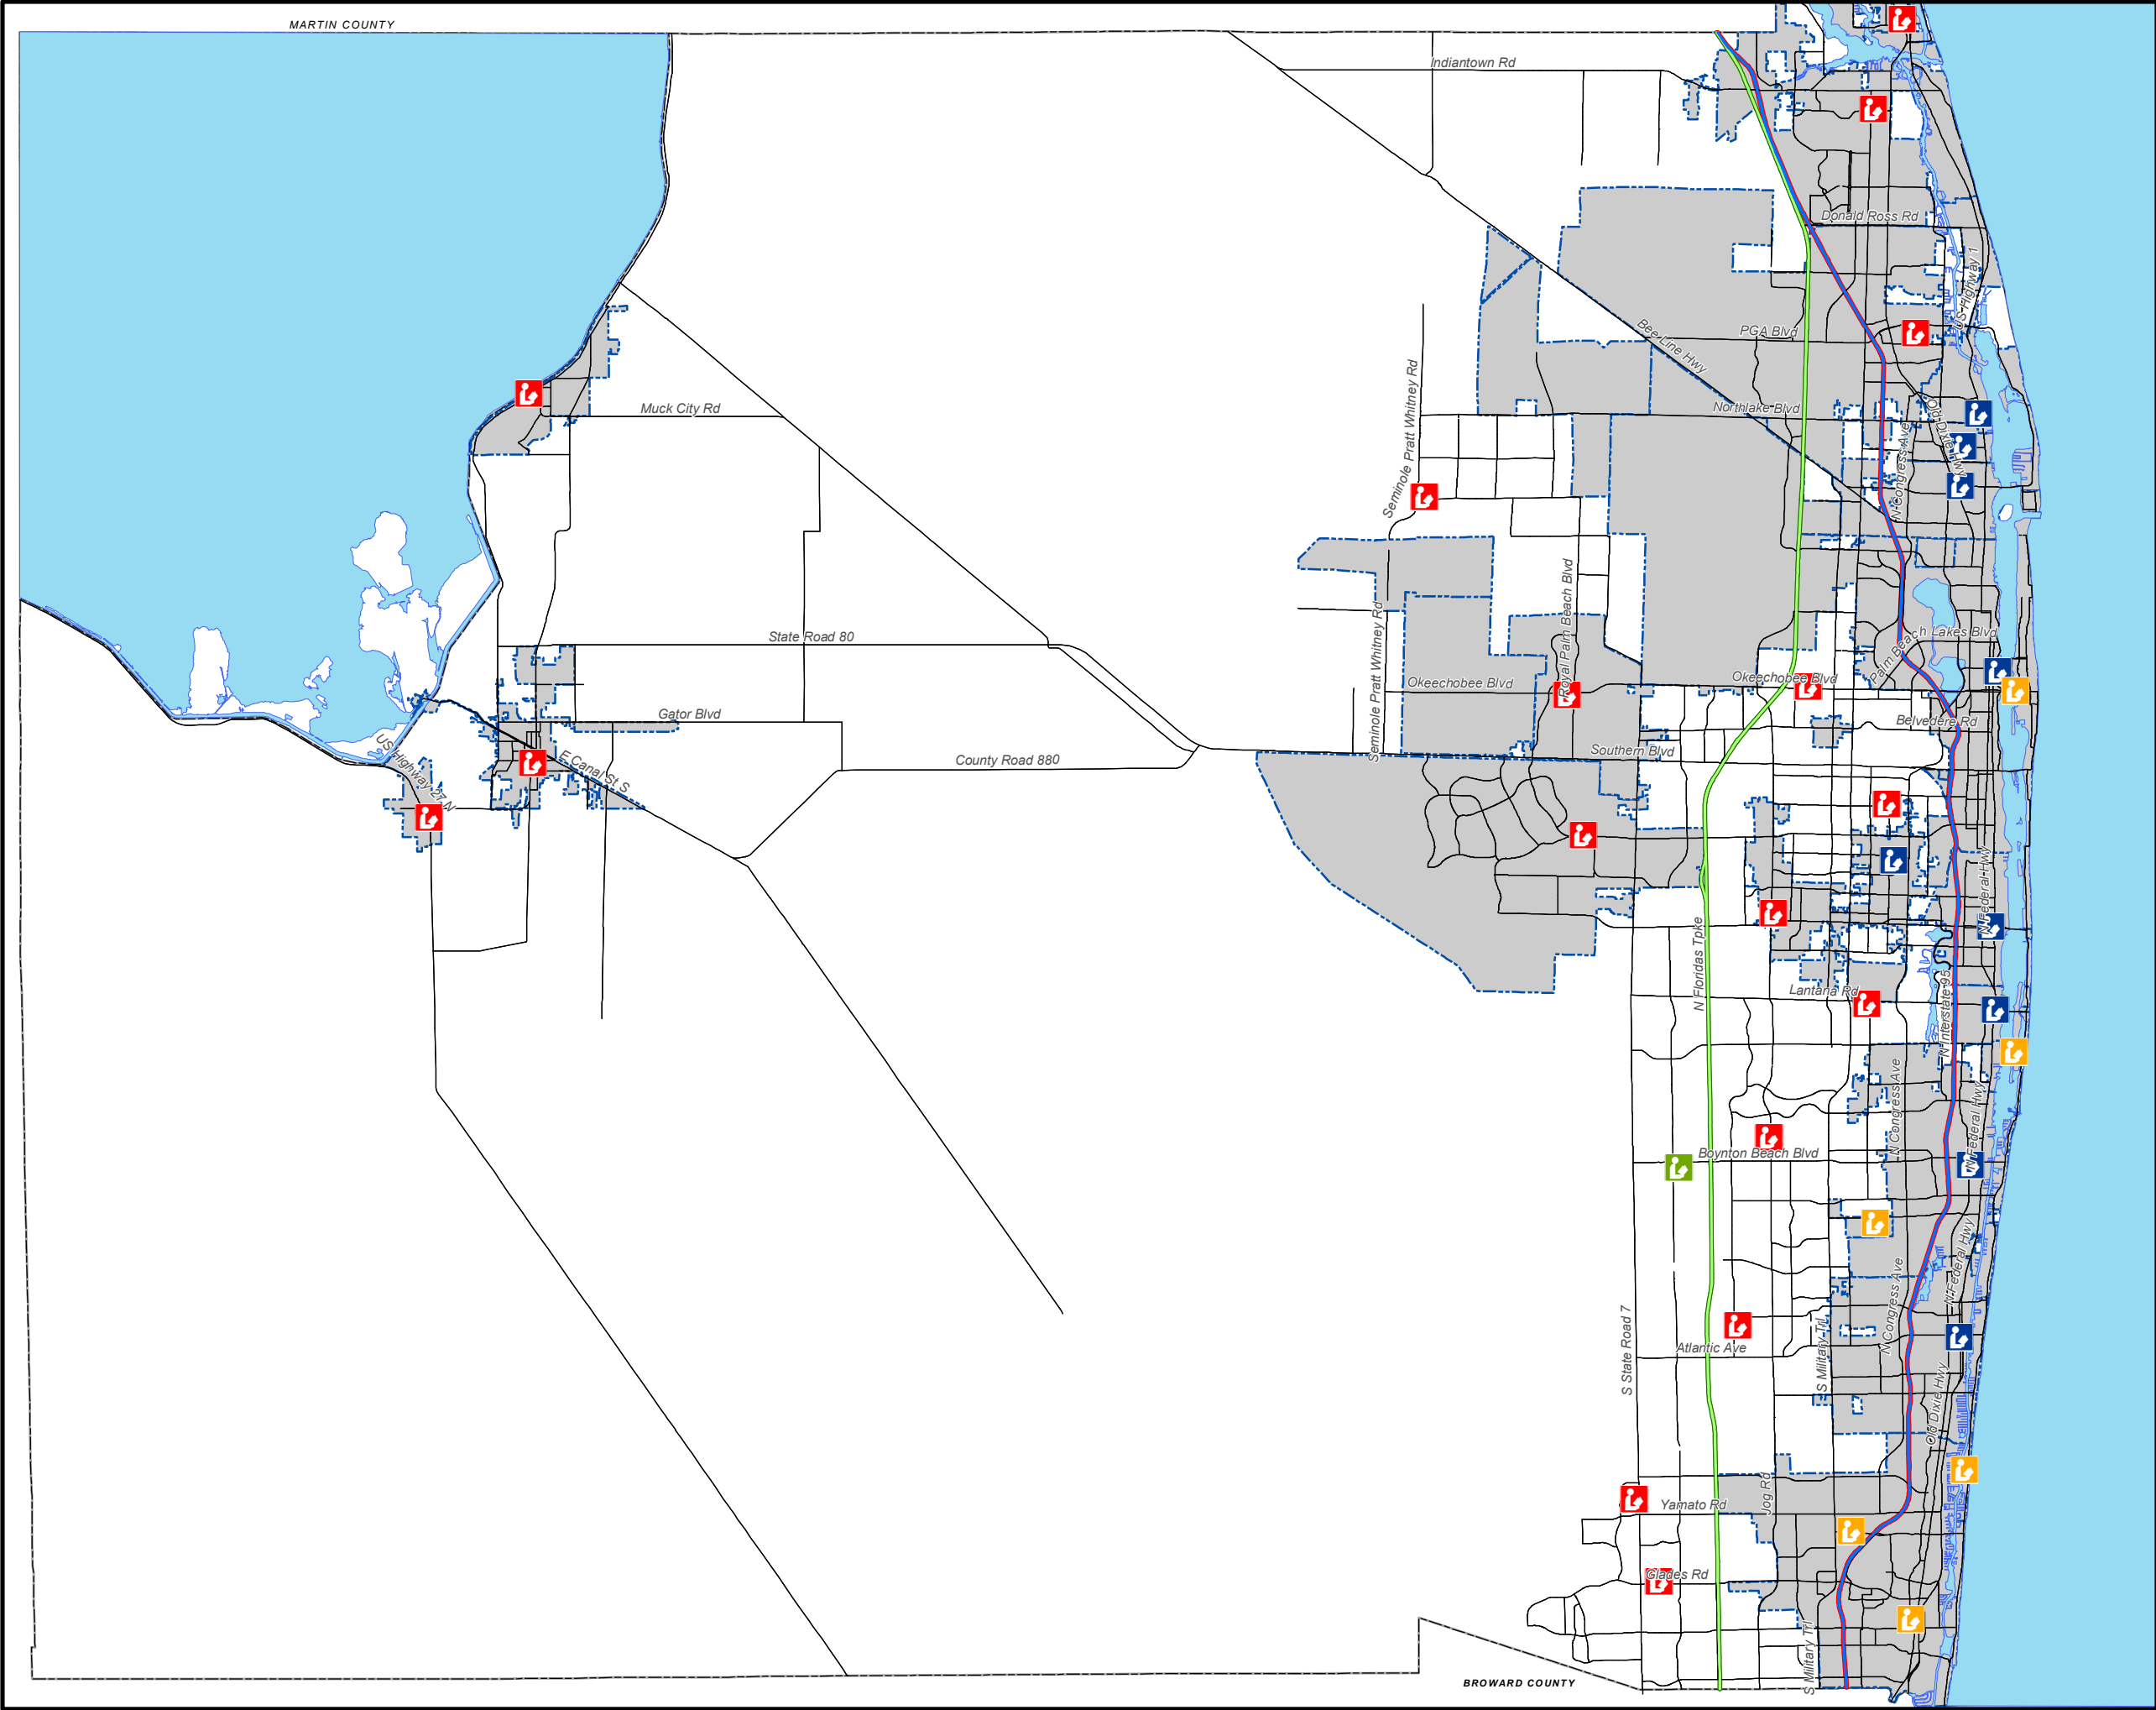 MARTIN COUNTY
Indiantown Rd
Donald Ross Rd
US Highway 1
PGA Blvd
Bee Line Hwy
Muck City Rd
Northlake Blvd
Seminole Pratt Whitney Rd
Old Dixie Hwy
N Congress Ave
Royal Palm Beach Blvd
State Road 80
Palm Beach Lakes Blvd
Seminole Pratt Whitney Rd
Okeechobee Blvd
Okeechobee Blvd
Gator Blvd
Belvedere Rd
US Highway 27 N
E Canal St S
County Road 880
Southern Blvd
N Federal Hwy
N Floridas Tpke
Lantana Rd
N Interstate 95
N Congress Ave
N Federal Hwy
Boynton Beach Blvd
N Federal Hwy
N Congress Ave
S State Road 7
Atlantic Ave
S Military Trl
Old Dixie Hwy
Jog Rd
Yamato Rd
Glades Rd
S Military Trl
BROWARD COUNTY